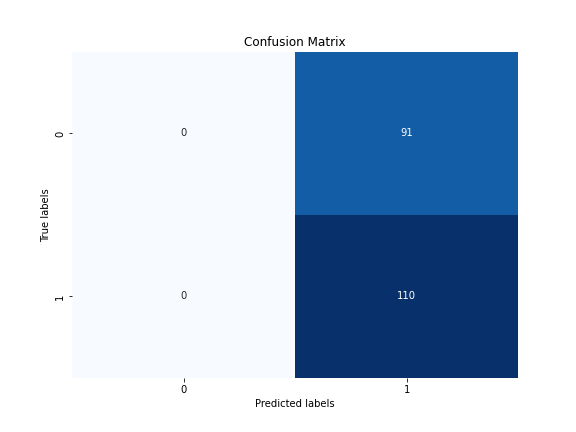 Confusion Matrix
True labels
0
0
91
1
0
110
0
1
Predicted labels